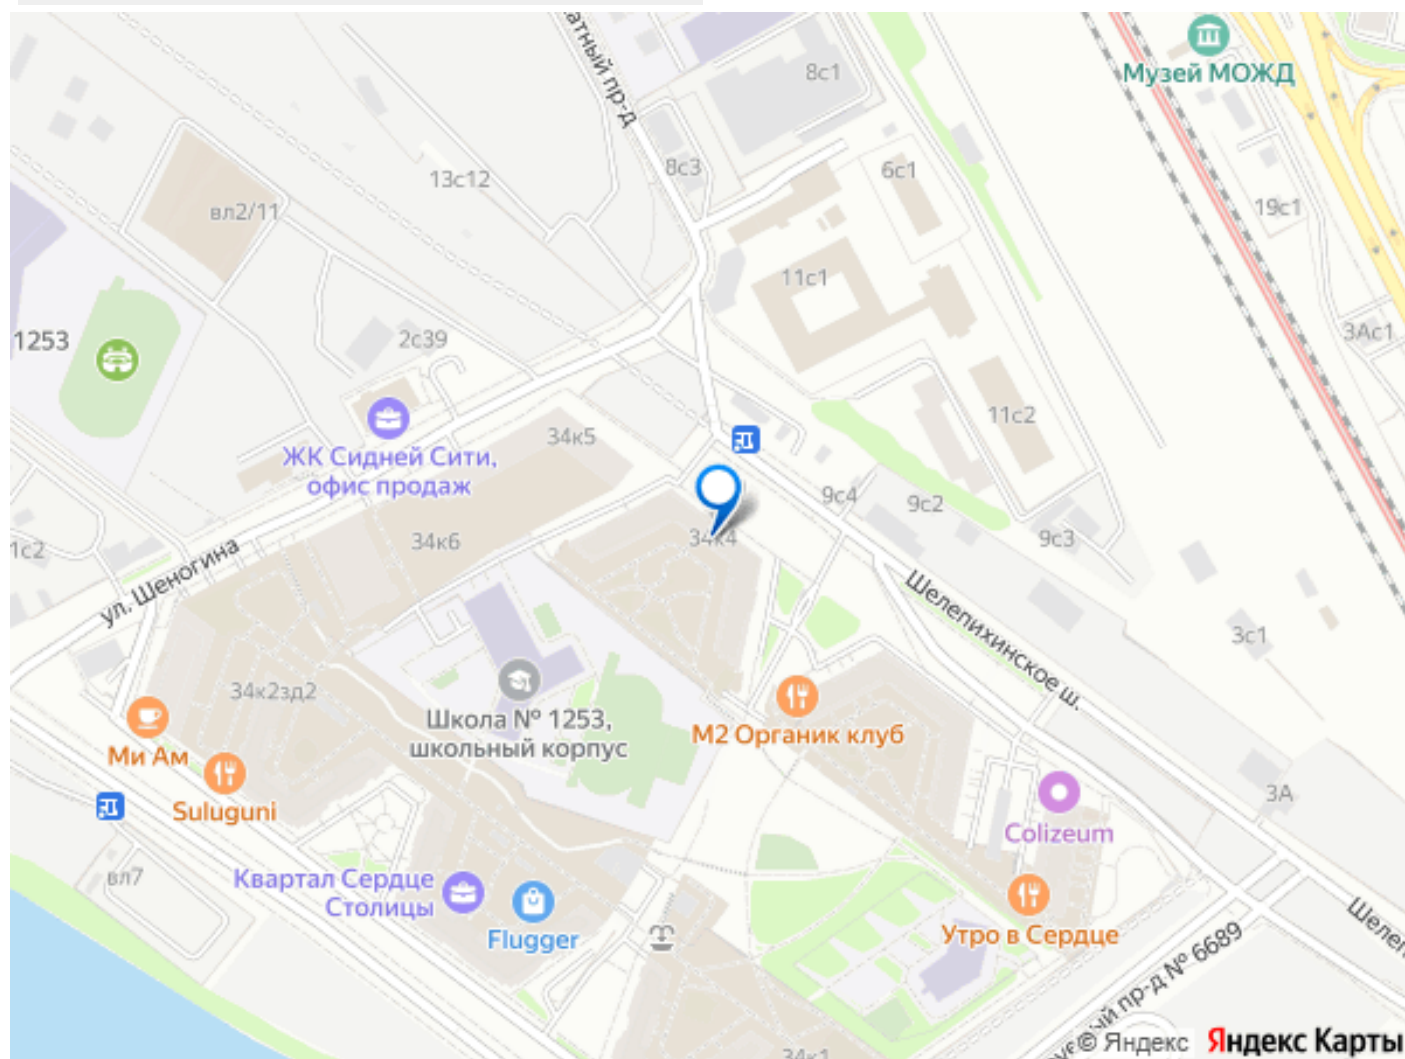 атный пр-д
8с1
Музей МОЖД
13с12
8с3
6с1
19с1
вл2/11
11с1
1253
2с39
3Ас1
ЖК Сидней Сити,
офис продаж
34к5
11с2
9с4
9с2
9с3
1с2
34к6
34к4
ул. Шеногина
Шелепихинское ш.
3с1
34к2зд2
Школа № 1253,
школьный корпус
М2 Органик клуб
Ми Ам
Suluguni
Colizeum
3А
вл7
Квартал Сердце
Столицы
Flugger
Утро в Сердце
Шелеп
уемый пр-д № 6689
34к1
© Яндекс
Яндекс Карты